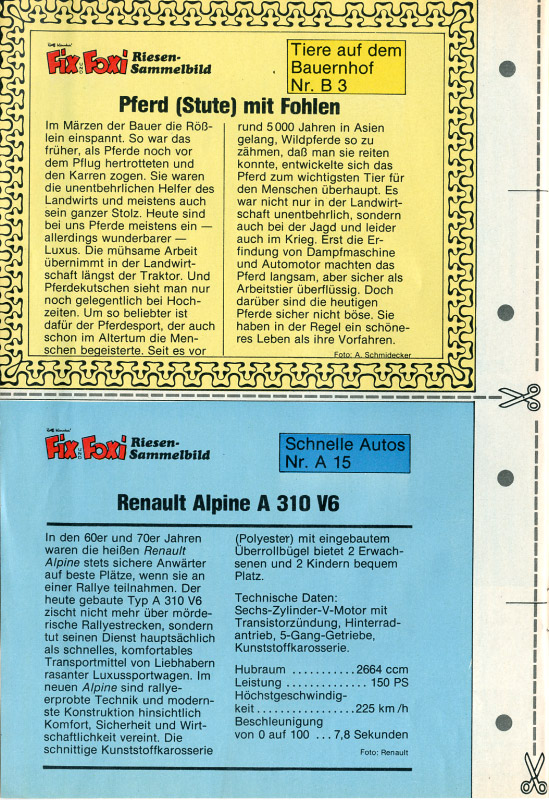 Fix und Foxi Riesen-
Sammelbild
Tiere auf dem
Bauernhof
Nr. B 3
Pferd (Stute) mit Fohlen
Im Märzen der Bauer die Röß-
lein einspannt. So war das
früher, als Pferde noch vor
dem Pflug hertrotteten und
den Karren zogen. Sie waren
die unentbehrlichen Helfer des
Landwirts und meistens auch
sein ganzer Stolz. Heute sind
bei uns Pferde meistens ein —
allerdings wunderbarer —
Luxus. Die mühsame Arbeit
übernimmt in der Landwirt-
schaft längst der Traktor. Und
Pferdekutschen sieht man nur
noch gelegentlich bei Hoch-
zeiten. Um so beliebter ist
dafür der Pferdesport, der auch
schon im Altertum die Men-
schen begeisterte. Seit es vor
rund 5000 Jahren in Asien
gelang, Wildpferde so zu
zähmen, daß man sie reiten
konnte, entwickelte sich das
Pferd zum wichtigsten Tier für
den Menschen überhaupt. Es
war nicht nur in der Landwirt-
schaft unentbehrlich, sondern
auch bei der Jagd und leider
auch im Krieg. Erst die Er-
findung von Dampfmaschine
und Automotor machten das
Pferd langsam, aber sicher als
Arbeitstier überflüssig. Doch
darüber sind die heutigen
Pferde sicher nicht böse. Sie
haben in der Regel ein schöne-
res Leben als ihre Vorfahren.
Foto: A. Schmidecker
Fix und Foxi Riesen-
Sammelbild
Schnelle Autos
Nr. A 15
Renault Alpine A 310 V6
In den 60er und 70er Jahren
waren die heißen Renault
Alpine stets sichere Anwärter
auf beste Plätze, wenn sie an
einer Rallye teilnahmen. Der
heute gebaute Typ A 310 V6
zischt nicht mehr über mörde-
rische Rallyestrecken, sondern
tut seinen Dienst hauptsächlich
als schnelles, komfortables
Transportmittel von Liebhabern
rasanter Luxussportwagen. Im
neuen Alpine sind rallye-
erprobte Technik und modern-
ste Konstruktion hinsichtlich
Komfort, Sicherheit und Wirt-
schaftlichkeit vereint. Die
schnittige Kunststoffkarosserie
(Polyester) mit eingebautem
Überrollbügel bietet 2 Erwach-
senen und 2 Kindern bequem
Platz.
Technische Daten:
Sechs-Zylinder-V-Motor mit
Transistorzündung, Hinterrad-
antrieb, 5-Gang-Getriebe,
Kunststoffkarosserie.
Hubraum ........... 2664 ccm
Leistung ............. 150 PS
Höchstgeschwindig-
keit ................. 225 km/h
Beschleunigung
von 0 auf 100 ... 7,8 Sekunden
Foto: Renault